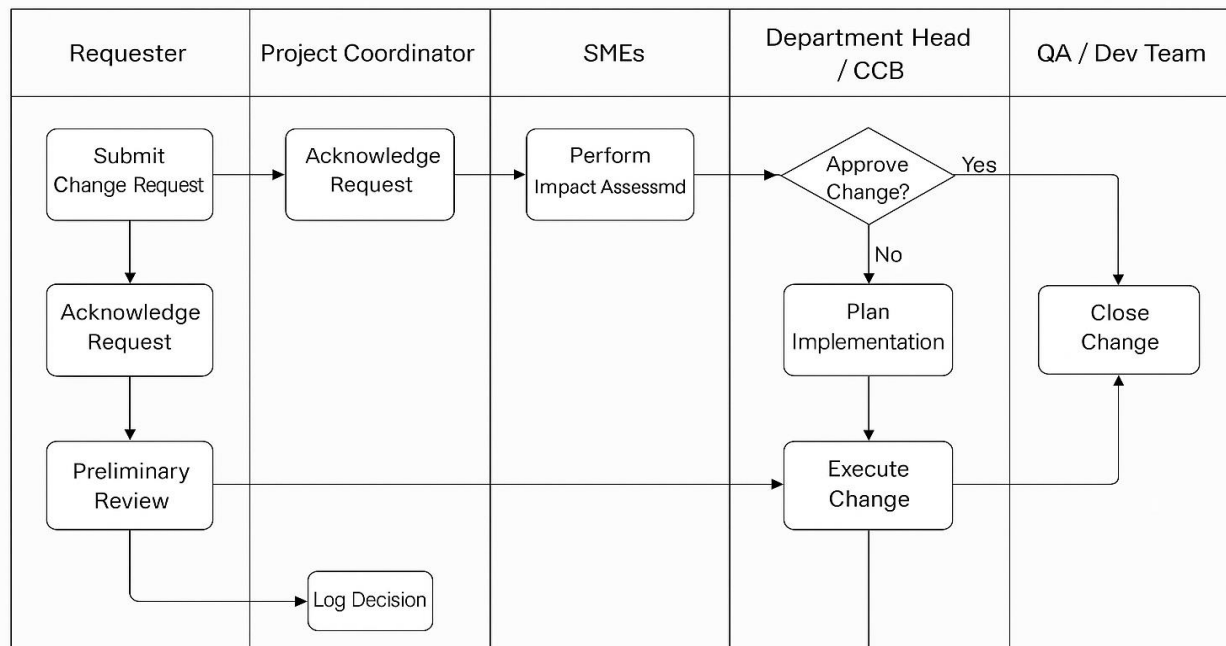 Requester
Project Coordinator
SMEs
Department Head
/ CCB
QA / Dev Team
Submit
Change Request
Acknowledge
Request
Perform
Impact Assessmd
Approve
Change?
Yes
No
Acknowledge
Request
Plan
Implementation
Close
Change
Preliminary
Review
Execute
Change
Log Decision